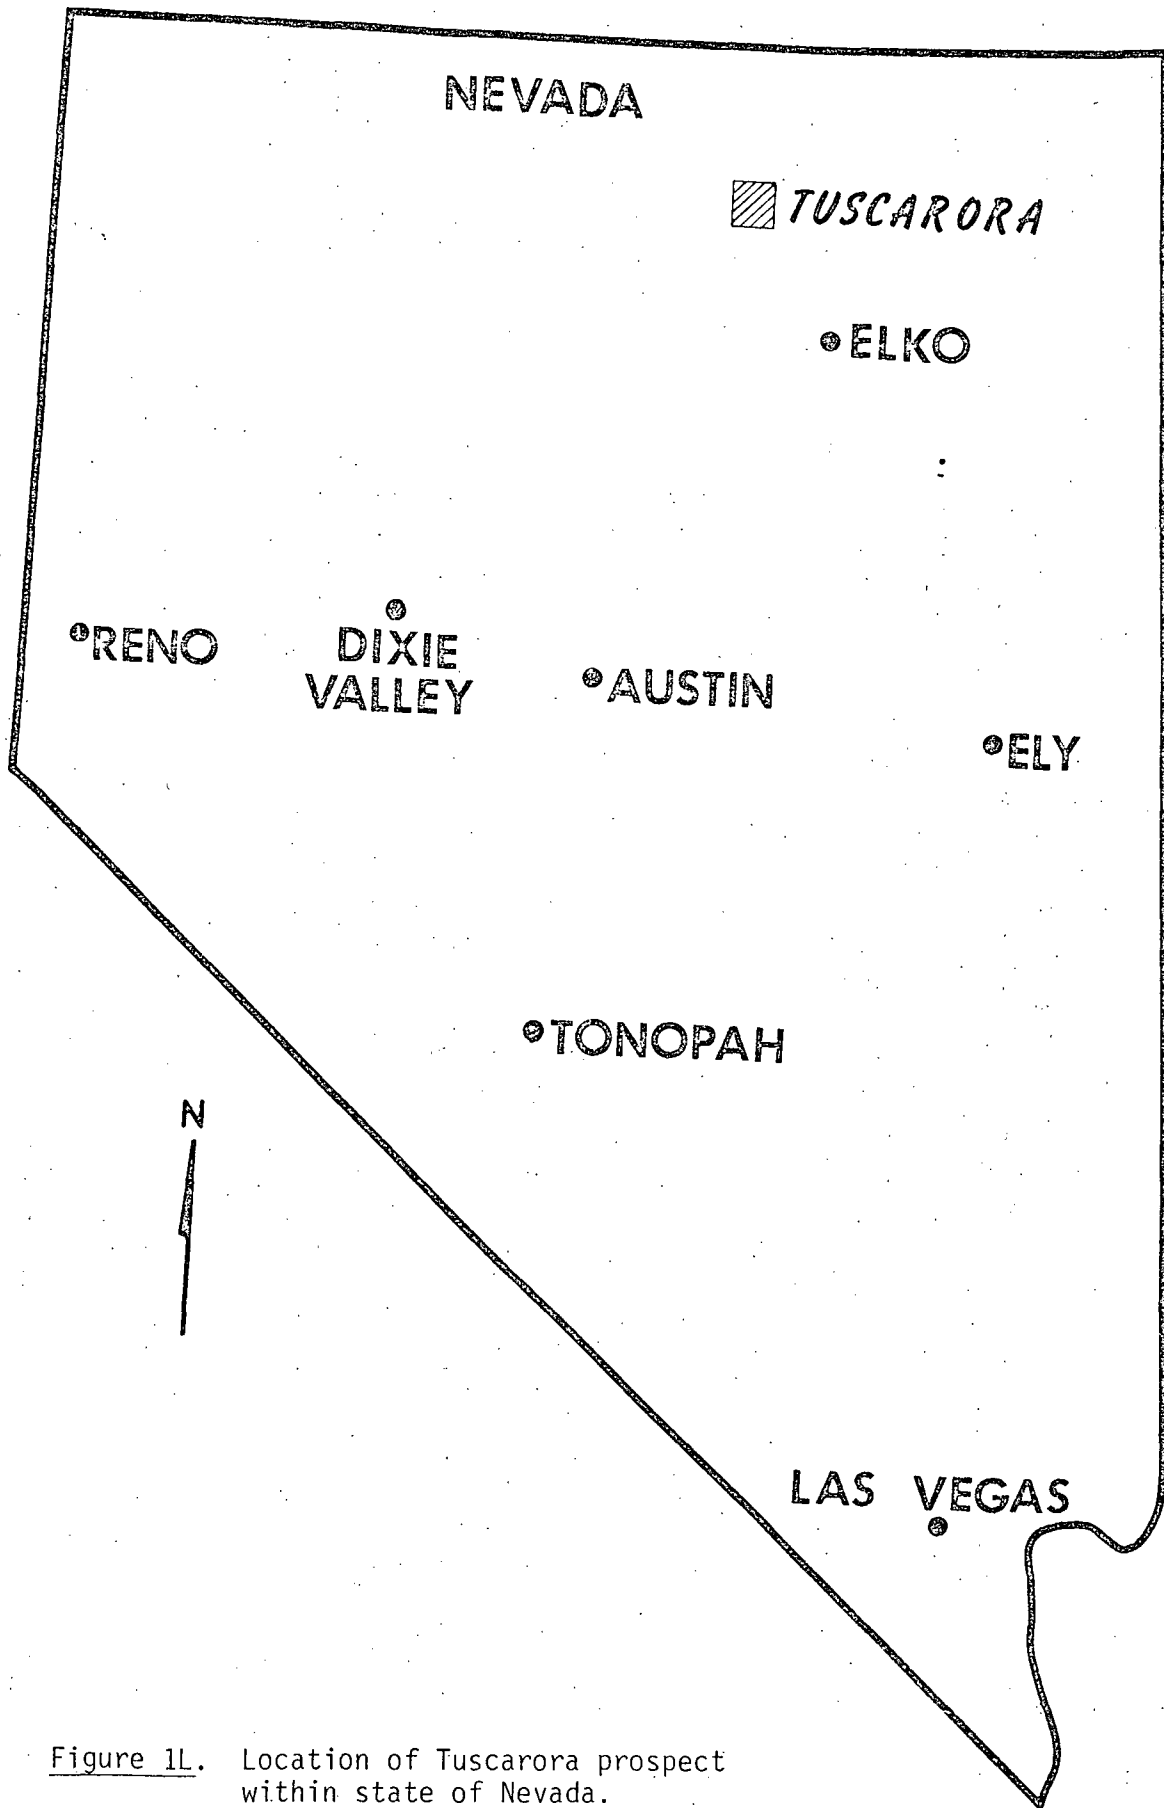 NEVADA
TUSCARORA
ELKO
RENO
DIXIE
VALLEY
AUSTIN
ELY
TONOPAH
N
LAS VEGAS
Figure 1L. Location of Tuscarora prospect
within state of Nevada.